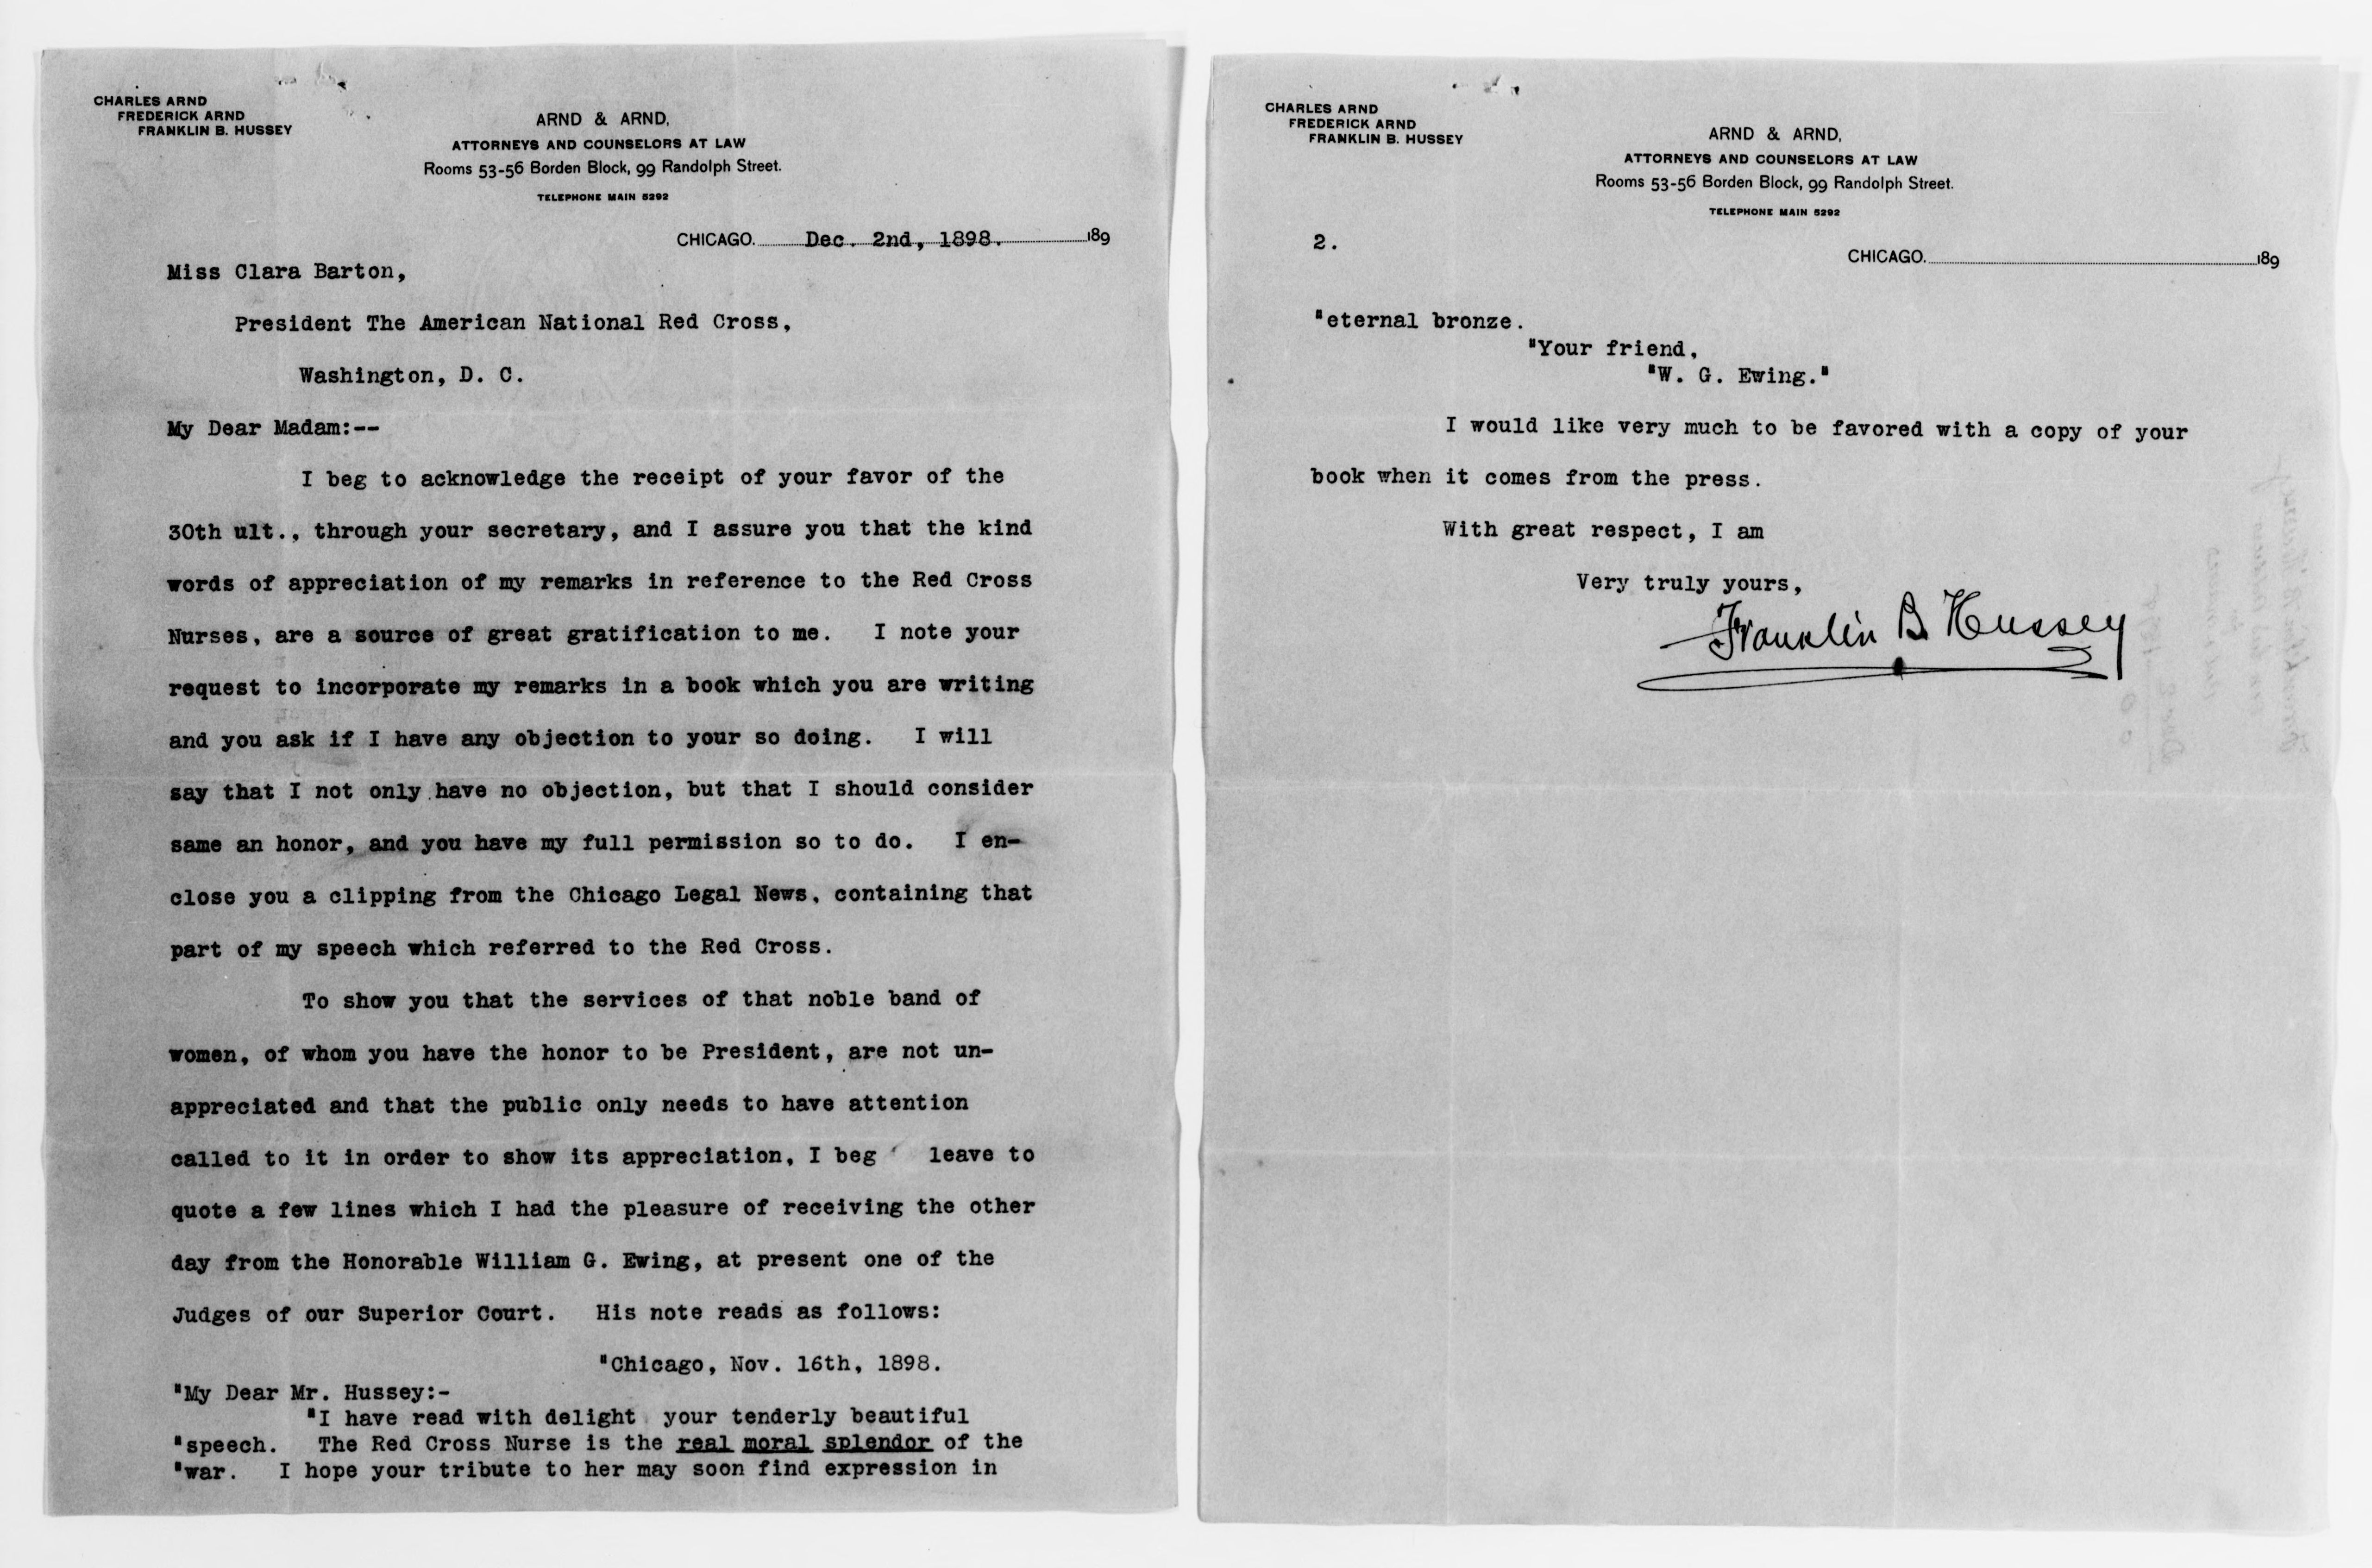 CHARLES ARND
FREDERICK ARND
FRANKLIN B. HUSSEY
ARND & ARND,
ATTORNEYS AND COUNSELORS AT LAW
Rooms 53-56 Borden Block, 99 Randolph Street.
TELEPHONE MAIN 5292
CHICAGO. Dec. 2nd, 1898. 189
Miss Clara Barton,
President The American National Red Cross,
Washington, D. C.
My Dear Madam:--
I beg to acknowledge the receipt of your favor of the
30th ult., through your secretary, and I assure you that the kind
words of appreciation of my remarks in reference to the Red Cross
Nurses, are a source of great gratification to me. I note your
request to incorporate my remarks in a book which you are writing
and you ask if I have any objection to your so doing. I will
say that I not only have no objection, but that I should consider
same an honor, and you have my full permission so to do. I en-
close you a clipping from the Chicago Legal News, containing that
part of my speech which referred to the Red Cross.
To show you that the services of that noble band of
women, of whom you have the honor to be President, are not un-
appreciated and that the public only needs to have attention
called to it in order to show its appreciation, I beg leave to
quote a few lines which I had the pleasure of receiving the other
day from the Honorable William G. Ewing, at present one of the
Judges of our Superior Court. His note reads as follows:
"Chicago, Nov. 16th, 1898.
"My Dear Mr. Hussey:-
"I have read with delight your tenderly beautiful
"speech. The Red Cross Nurse is the real moral splendor of the
"war. I hope your tribute to her may soon find expression in
CHARLES ARND
FREDERICK ARND
FRANKLIN B. HUSSEY
ARND & ARND,
ATTORNEYS AND COUNSELORS AT LAW
Rooms 53-56 Borden Block, 99 Randolph Street.
TELEPHONE MAIN 5292
2.
CHICAGO. 189
"eternal bronze.
"Your friend,
"W. G. Ewing."
I would like very much to be favored with a copy of your
book when it comes from the press.
With great respect, I am
Very truly yours,
Franklin B. Hussey